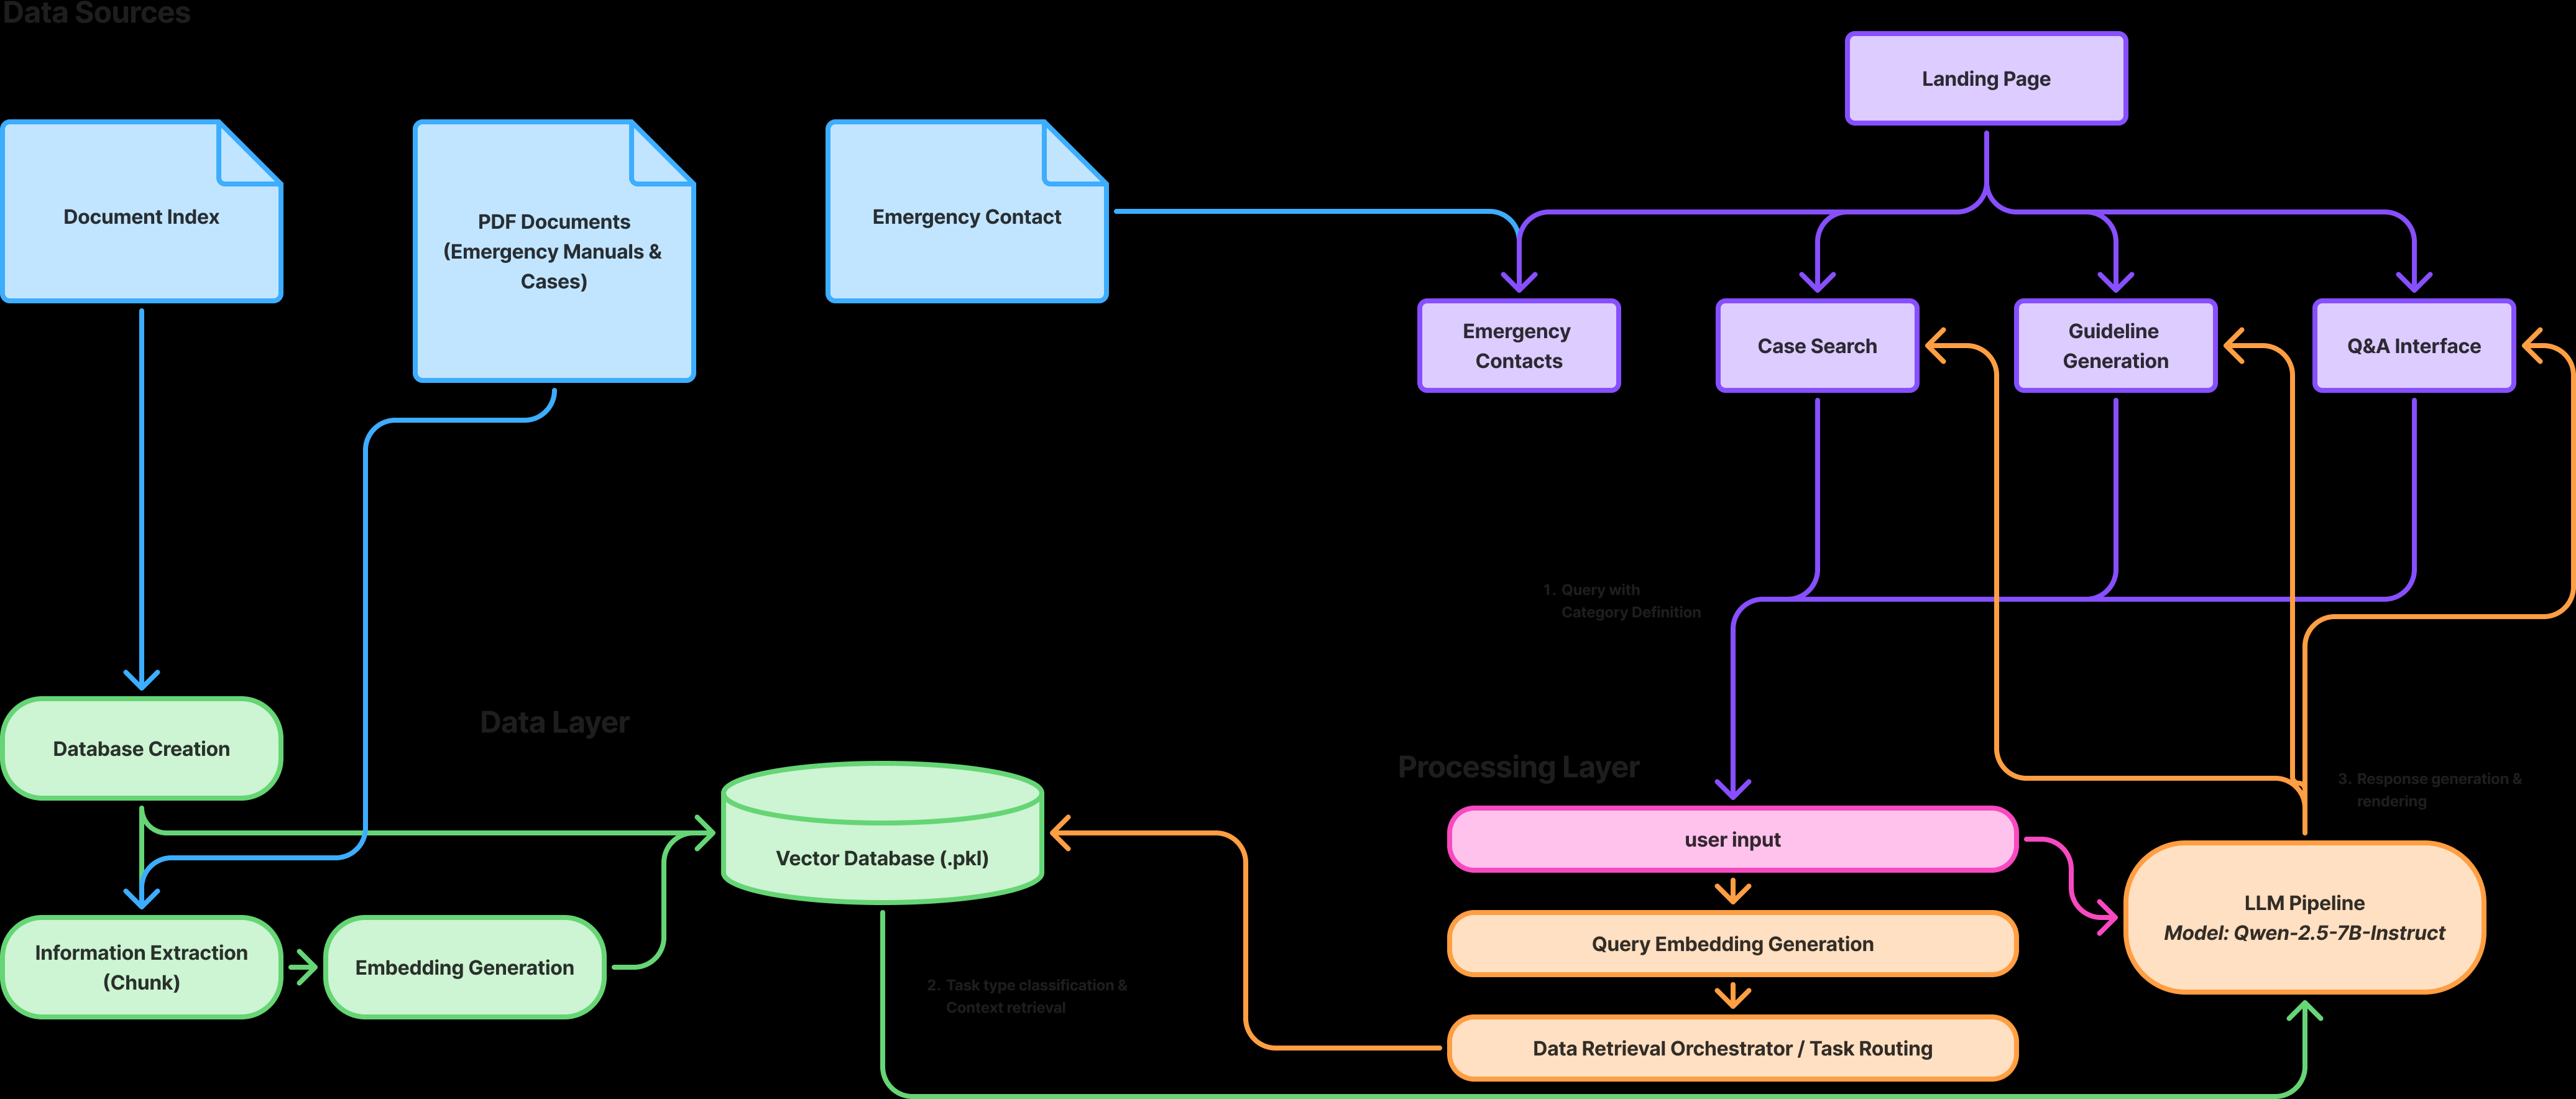 Data Sources
Landing Page
Document Index
PDF Documents
(Emergency Manuals &
Cases)
Emergency Contact
Emergency
Contacts
Case Search
Guideline
Generation
Q&A Interface
1. Query with
Category Definition
Database Creation
Data Layer
Vector Database (.pkl)
Processing Layer
3. Response generation &
rendering
user input
LLM Pipeline
Model: Qwen-2.5-7B-Instruct
Query Embedding Generation
Information Extraction
(Chunk)
Embedding Generation
2. Task type classification &
Context retrieval
Data Retrieval Orchestrator / Task Routing